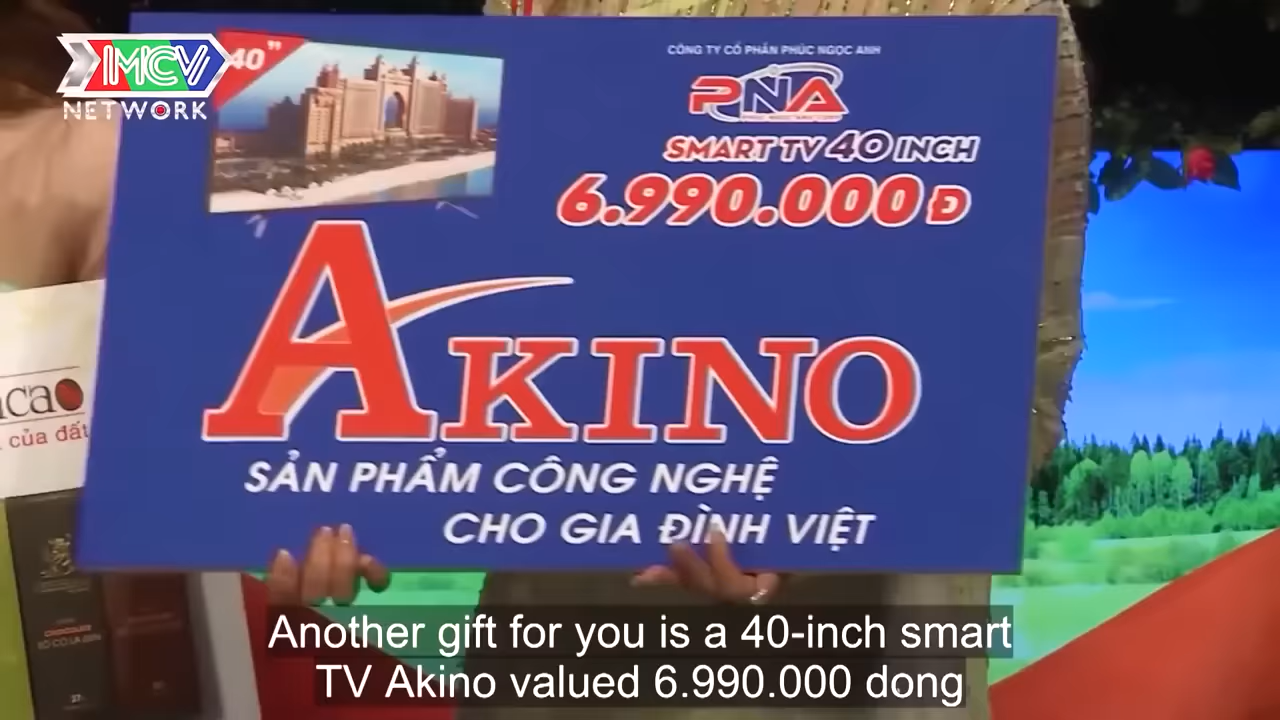 MCV
NETWORK
40”
CÔNG TY CỔ PHẦN PHÚC NGỌC ANH
PNA
SMART TV 40 INCH
6.990.000 Đ
AKINO
SẢN PHẨM CÔNG NGHỆ
CHO GIA ĐÌNH VIỆT
cao
của đất
CHOCOLATE
Another gift for you is a 40-inch smart
TV Akino valued 6.990.000 dong